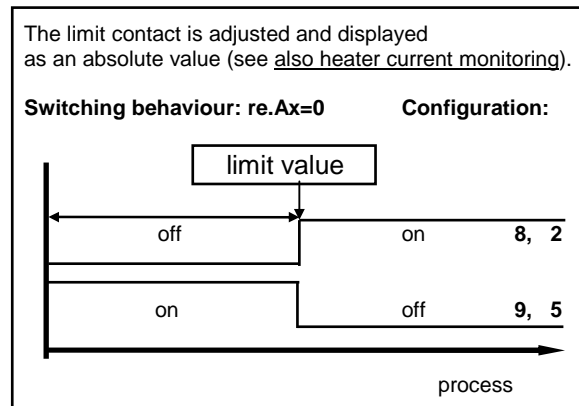 The limit contact is adjusted and displayed
as an absolute value (see also heater current monitoring).
Switching behaviour: re.Ax=0 Configuration:
limit value
off on 8, 2
on off 9, 5
process